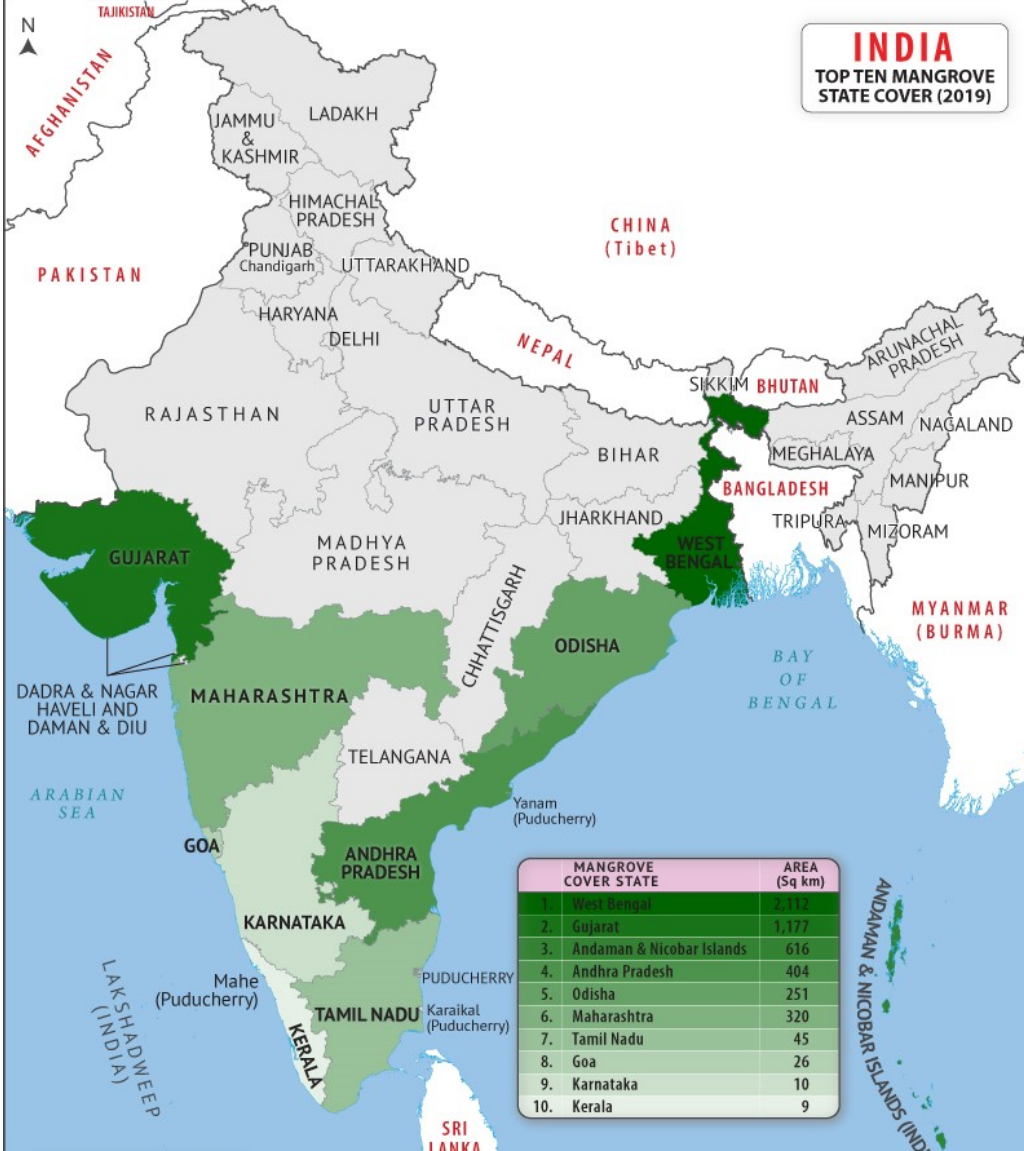 N
TAJIKISTAN
AFGHANISTAN
INDIA
TOP TEN MANGROVE
STATE COVER (2019)
LADAKH
JAMMU
&
KASHMIR
HIMACHAL
PRADESH
CHINA
(Tibet)
PUNJAB
Chandigarh
UTTARAKHAND
PAKISTAN
HARYANA
DELHI
NEPAL
ARUNACHAL
PRADESH
SIKKIM
BHUTAN
RAJASTHAN
UTTAR
PRADESH
ASSAM
NAGALAND
BIHAR
MEGHALAYA
MANIPUR
BANGLADESH
JHARKHAND
TRIPURA
MIZORAM
GUJARAT
MADHYA
PRADESH
WEST
BENGAL
CHHATTISGARH
MYANMAR
(BURMA)
ODISHA
BAY
OF
BENGAL
DADRA & NAGAR
HAVELI AND
DAMAN & DIU
MAHARASHTRA
TELANGANA
ARABIAN
SEA
Yanam
(Puducherry)
GOA
ANDHRA
PRADESH
KARNATAKA
Mahe
(Puducherry)
PUDUCHERRY
LAKSHADWEEP
(INDIA)
TAMIL NADU
Karaikal
(Puducherry)
KERALA
SRI
LANKA
MANGROVE
COVER STATE
AREA
(Sq km)
1. West Bengal 2,112
2. Gujarat 1,177
3. Andaman & Nicobar Islands 616
4. Andhra Pradesh 404
5. Odisha 251
6. Maharashtra 320
7. Tamil Nadu 45
8. Goa 26
9. Karnataka 10
10. Kerala 9
ANDAMAN & NICOBAR ISLANDS (IND